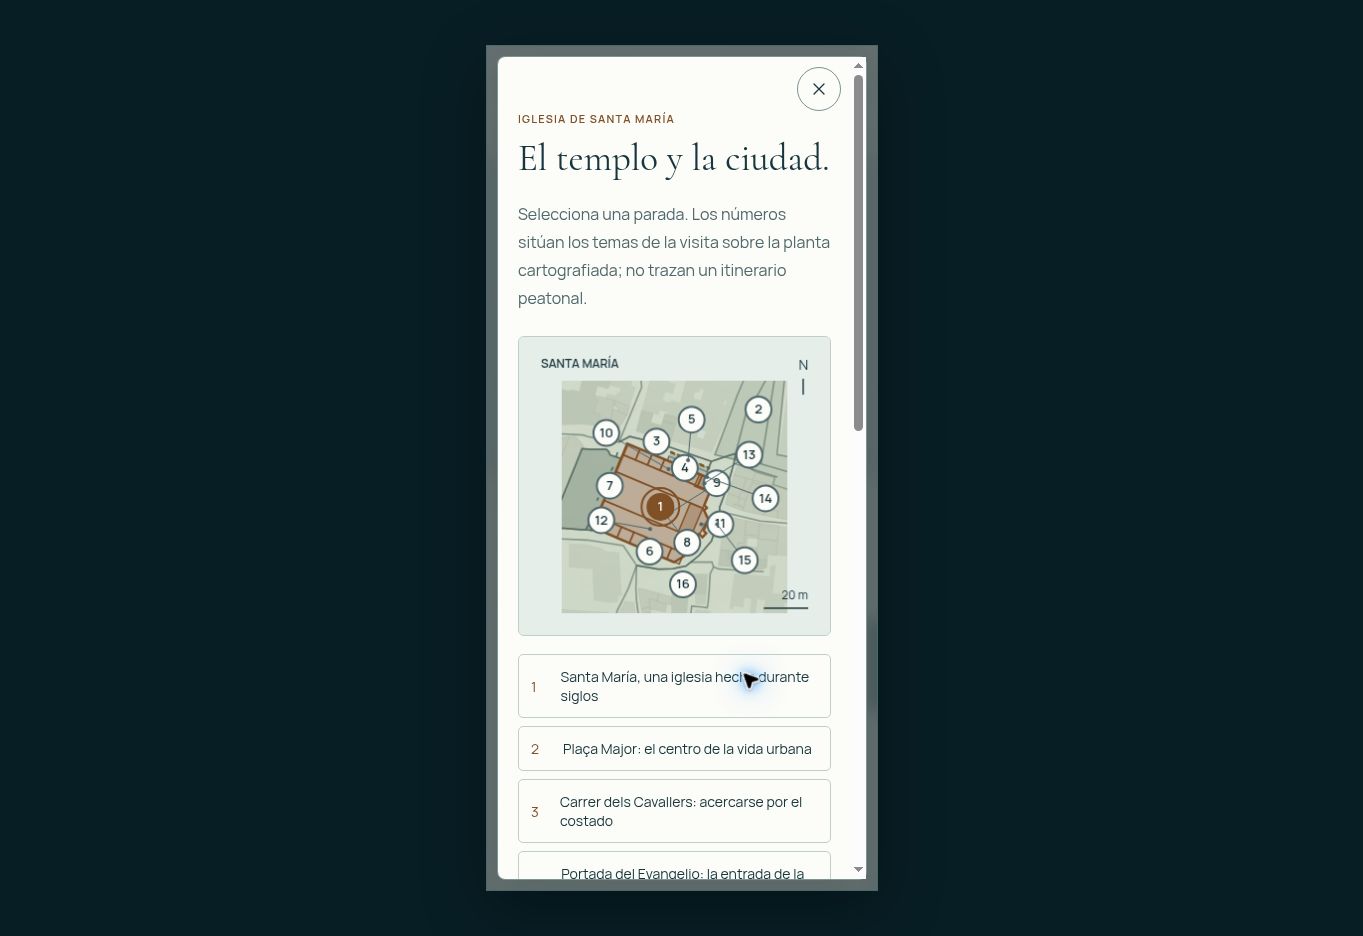 IGLESIA DE SANTA MARÍA
El templo y la ciudad.
Selecciona una parada. Los números
sitúan los temas de la visita sobre la planta
cartografiada; no trazan un itinerario
peatonal.
SANTA MARÍA
N
2
5
10
3
13
4
9
7
14
1
12
11
8
6
15
16
20 m
1 Santa María, una iglesia hecha durante
siglos
2 Plaça Major: el centro de la vida urbana
3 Carrer dels Cavallers: acercarse por el
costado
Portada del Evangelio: la entrada de la